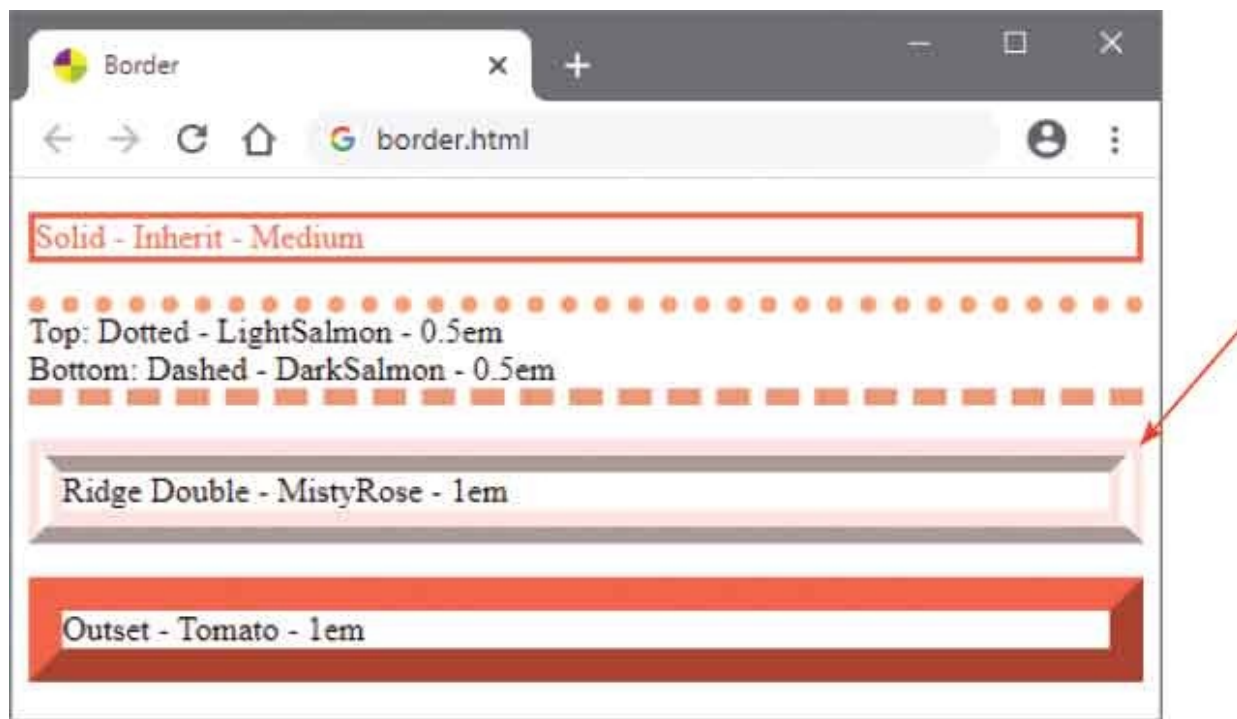 Border
border.html
Solid - Inherit - Medium
Top: Dotted - LightSalmon - 0.5em
Bottom: Dashed - DarkSalmon - 0.5em
Ridge Double - MistyRose - 1em
Outset - Tomato - 1em